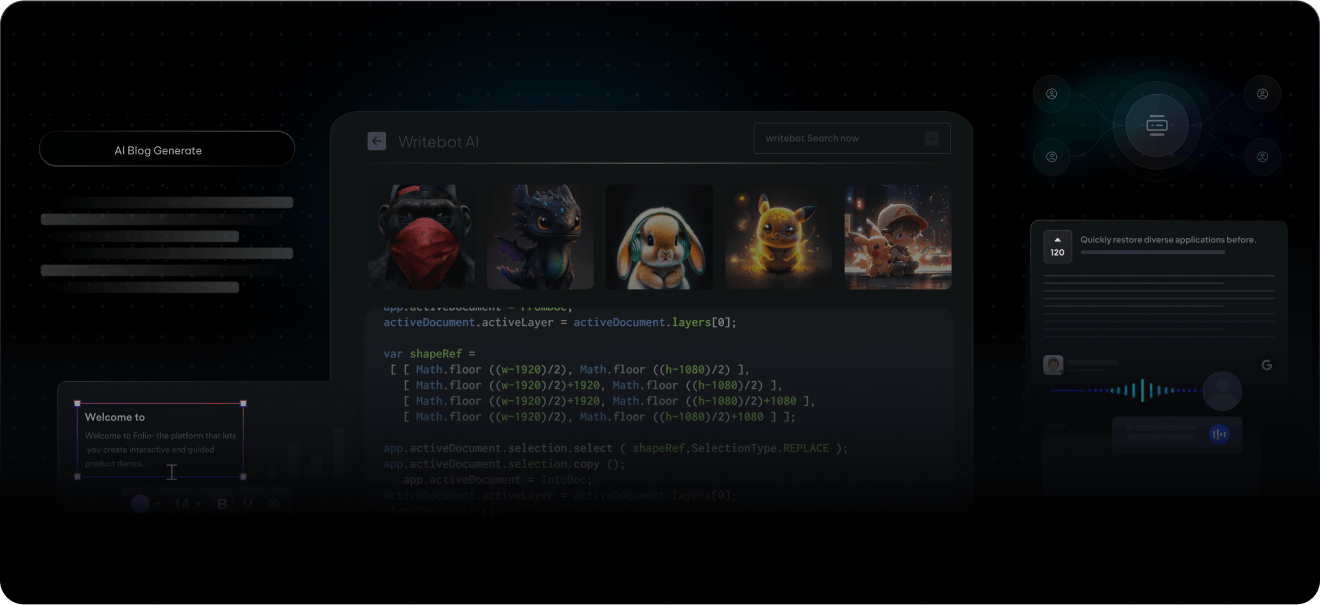 AI Blog Generate
Writebot AI
writebot Search now
app.activeDocument = fromDoc;
activeDocument.activeLayer = activeDocument.layers[0];
var shapeRef =
[ [ Math.floor ((w-1920)/2), Math.floor ((h-1080)/2) ],
[ Math.floor ((w-1920)/2)+1920, Math.floor ((h-1080)/2) ],
[ Math.floor ((w-1920)/2)+1920, Math.floor ((h-1080)/2)+1080 ],
[ Math.floor ((w-1920)/2), Math.floor ((h-1080)/2)+1080 ] ];
app.activeDocument.selection.select ( shapeRef,SelectionType.REPLACE );
app.activeDocument.selection.copy ();
app.activeDocument = IntoDoc;
activeDocument.activeLayer = activeDocument.layers[0];
120
Quickly restore diverse applications before.
G
Welcome to
Welcome to Folio- the platform that lets
you create interactive and guided
product demos...
14 B U